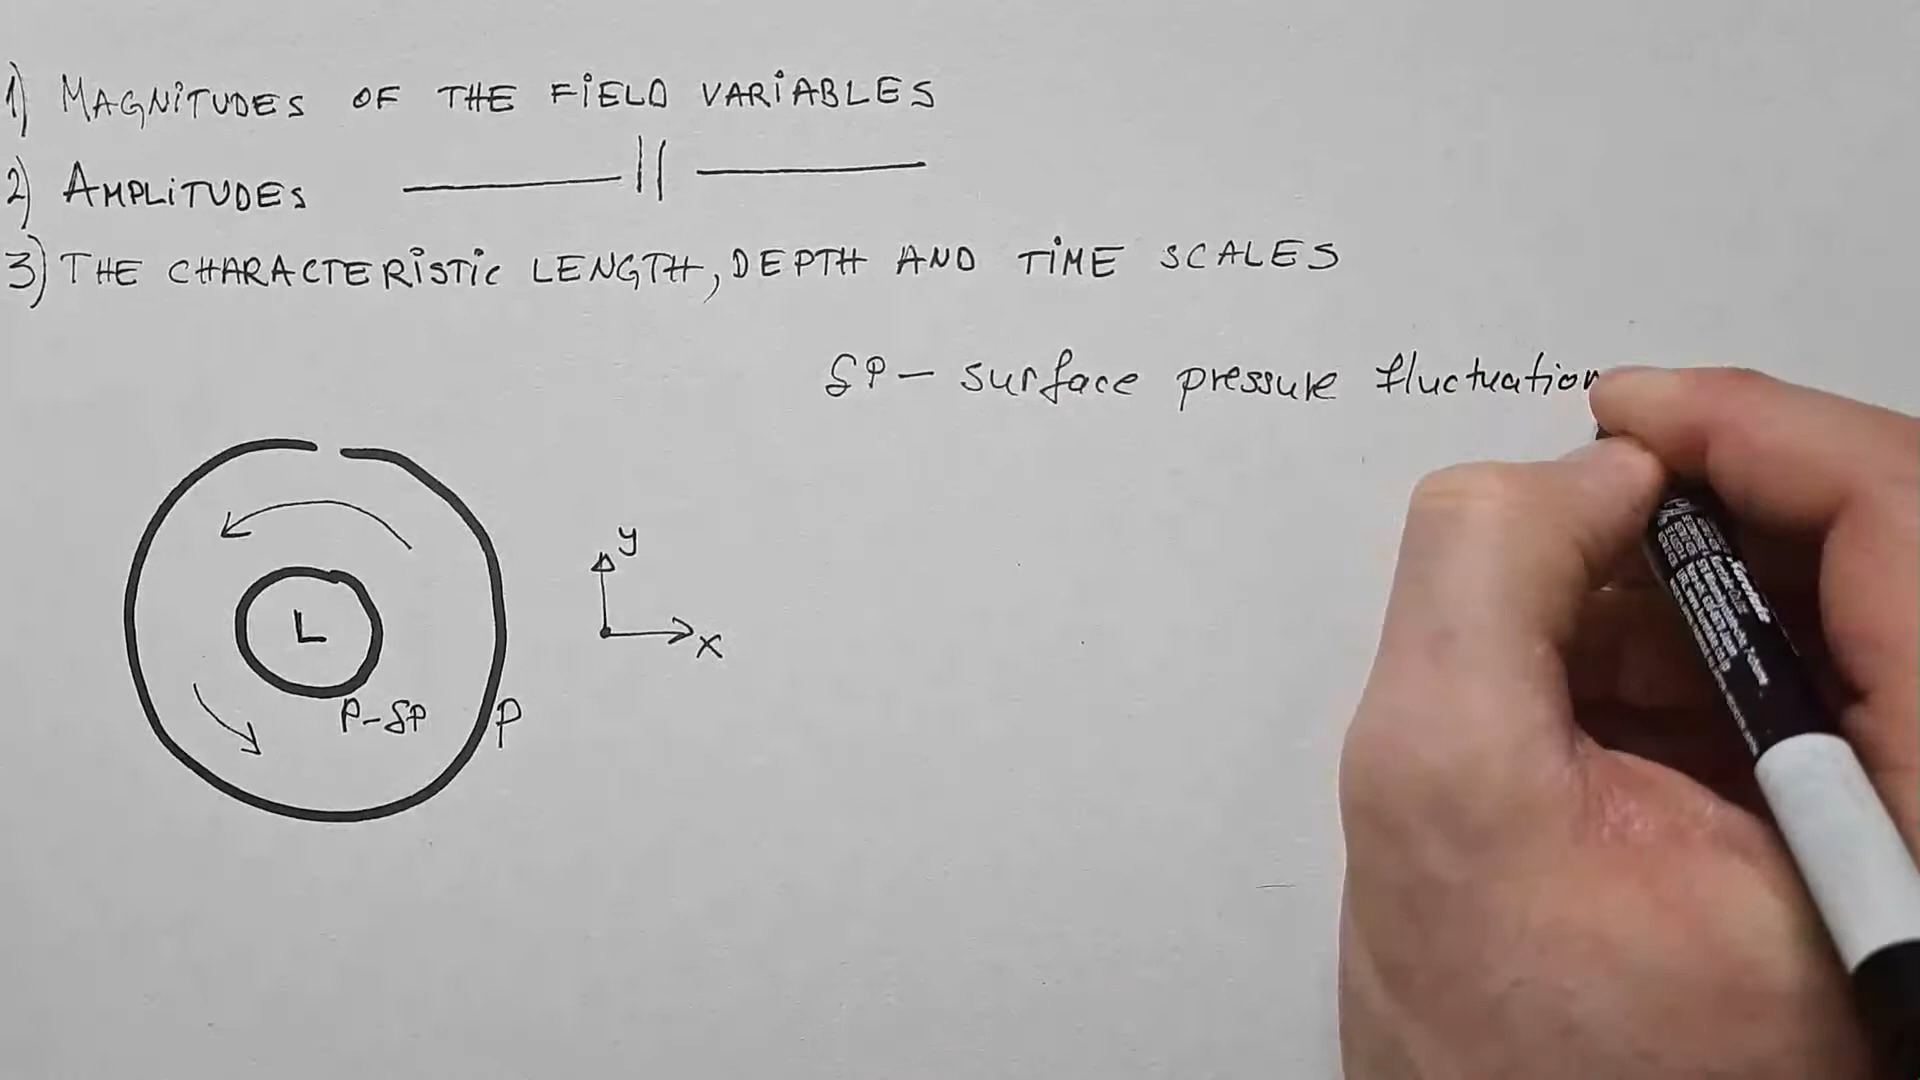 1) MAGNITUDES OF THE FIELD VARIABLES
2) AMPLITUDES —— || ——
3) THE CHARACTERISTIC LENGTH, DEPTH AND TIME SCALES
δP — surface pressure fluctuation
y
L
x
P-δP
P